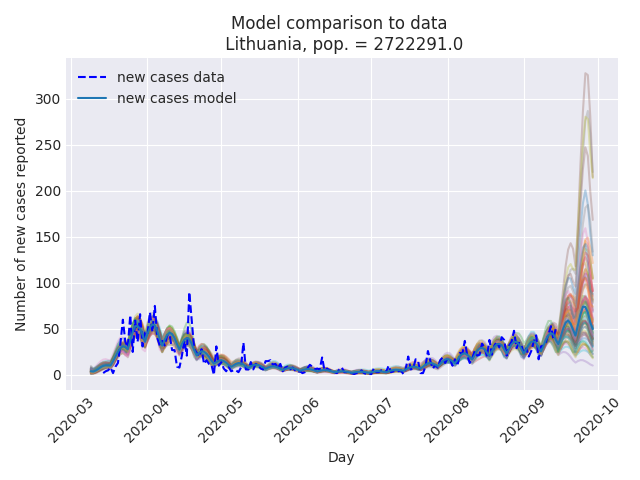 Model comparison to data
Lithuania, pop. = 2722291.0
new cases data
new cases model
Number of new cases reported
300
250
200
150
100
50
0
2020-03
2020-04
2020-05
2020-06
2020-07
2020-08
2020-09
2020-10
Day